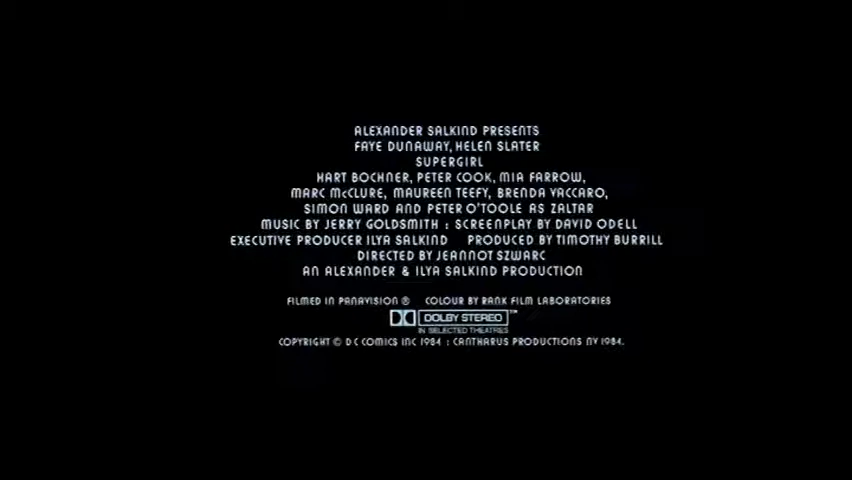 ALEXANDER SALKIND PRESENTS
FAYE DUNAWAY, HELEN SLATER
SUPERGIRL
HART BOCHNER, PETER COOK, MIA FARROW,
MARC McCLURE, MAUREEN TEEFY, BRENDA VACCARO,
SIMON WARD AND PETER O'TOOLE AS ZALTAR
MUSIC BY JERRY GOLDSMITH : SCREENPLAY BY DAVID ODELL
EXECUTIVE PRODUCER ILYA SALKIND PRODUCED BY TIMOTHY BURRILL
DIRECTED BY JEANNOT SZWARC
AN ALEXANDER & ILYA SALKIND PRODUCTION
FILMED IN PANAVISION ® COLOUR BY RANK FILM LABORATORIES
DOLBY STEREO ™
IN SELECTED THEATRES
COPYRIGHT © D C COMICS INC 1984 : CANTHARUS PRODUCTIONS NV 1984.